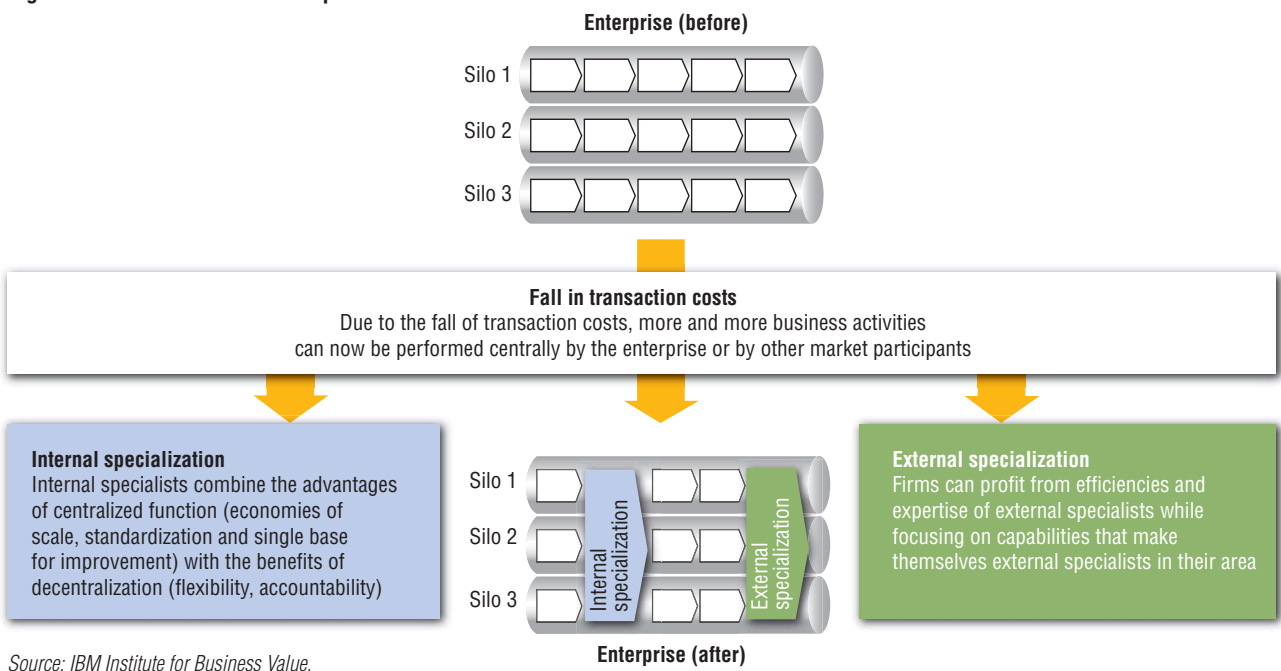 Enterprise (before)
Silo 1
Silo 2
Silo 3
Fall in transaction costs
Due to the fall of transaction costs, more and more business activities
can now be performed centrally by the enterprise or by other market participants
Internal specialization
Internal specialists combine the advantages
of centralized function (economies of
scale, standardization and single base
for improvement) with the benefits of
decentralization (flexibility, accountability)
Silo 1
Silo 2
Silo 3
Internal
specialization
External
specialization
Enterprise (after)
External specialization
Firms can profit from efficiencies and
expertise of external specialists while
focusing on capabilities that make
themselves external specialists in their area
Source: IBM Institute for Business Value.